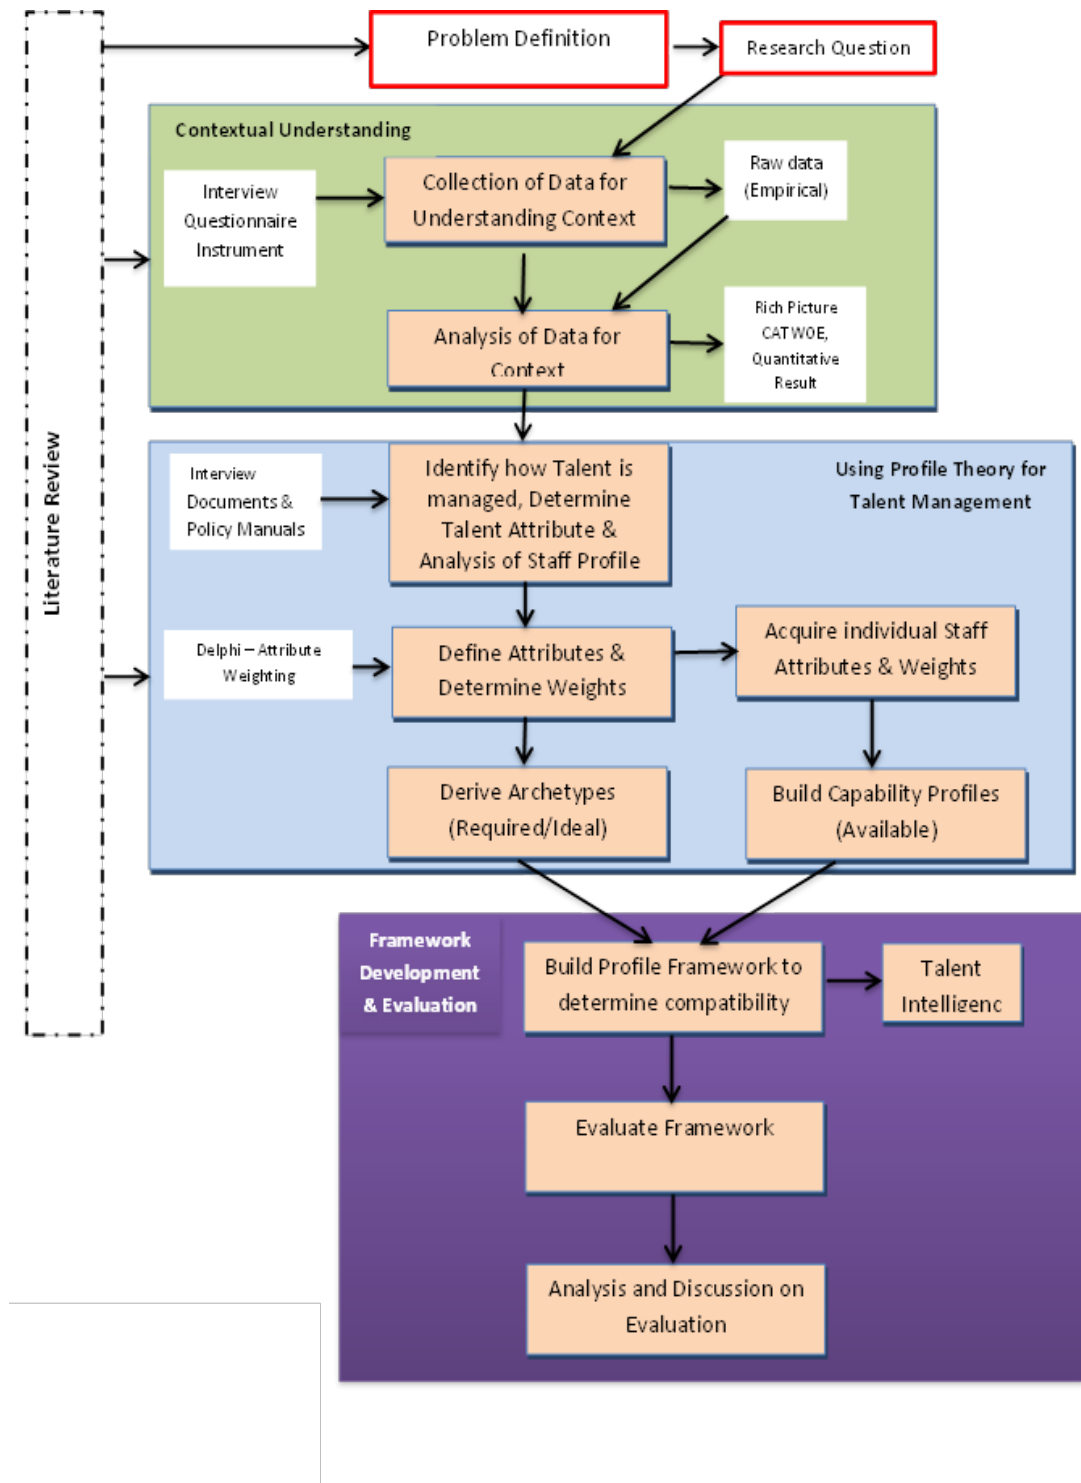 Problem Definition
Research Question
Literature Review
Contextual Understanding
Interview
Questionnaire
Instrument
Collection of Data for
Understanding Context
Raw data
(Empirical)
Analysis of Data for
Context
Rich Picture
CATWOE,
Quantitative
Result
Using Profile Theory for
Talent Management
Interview
Documents &
Policy Manuals
Identify how Talent is
managed, Determine
Talent Attribute &
Analysis of Staff Profile
Delphi – Attribute
Weighting
Define Attributes &
Determine Weights
Acquire individual Staff
Attributes & Weights
Derive Archetypes
(Required/Ideal)
Build Capability Profiles
(Available)
Framework
Development
& Evaluation
Build Profile Framework to
determine compatibility
Talent
Intelligenc
Evaluate Framework
Analysis and Discussion on
Evaluation